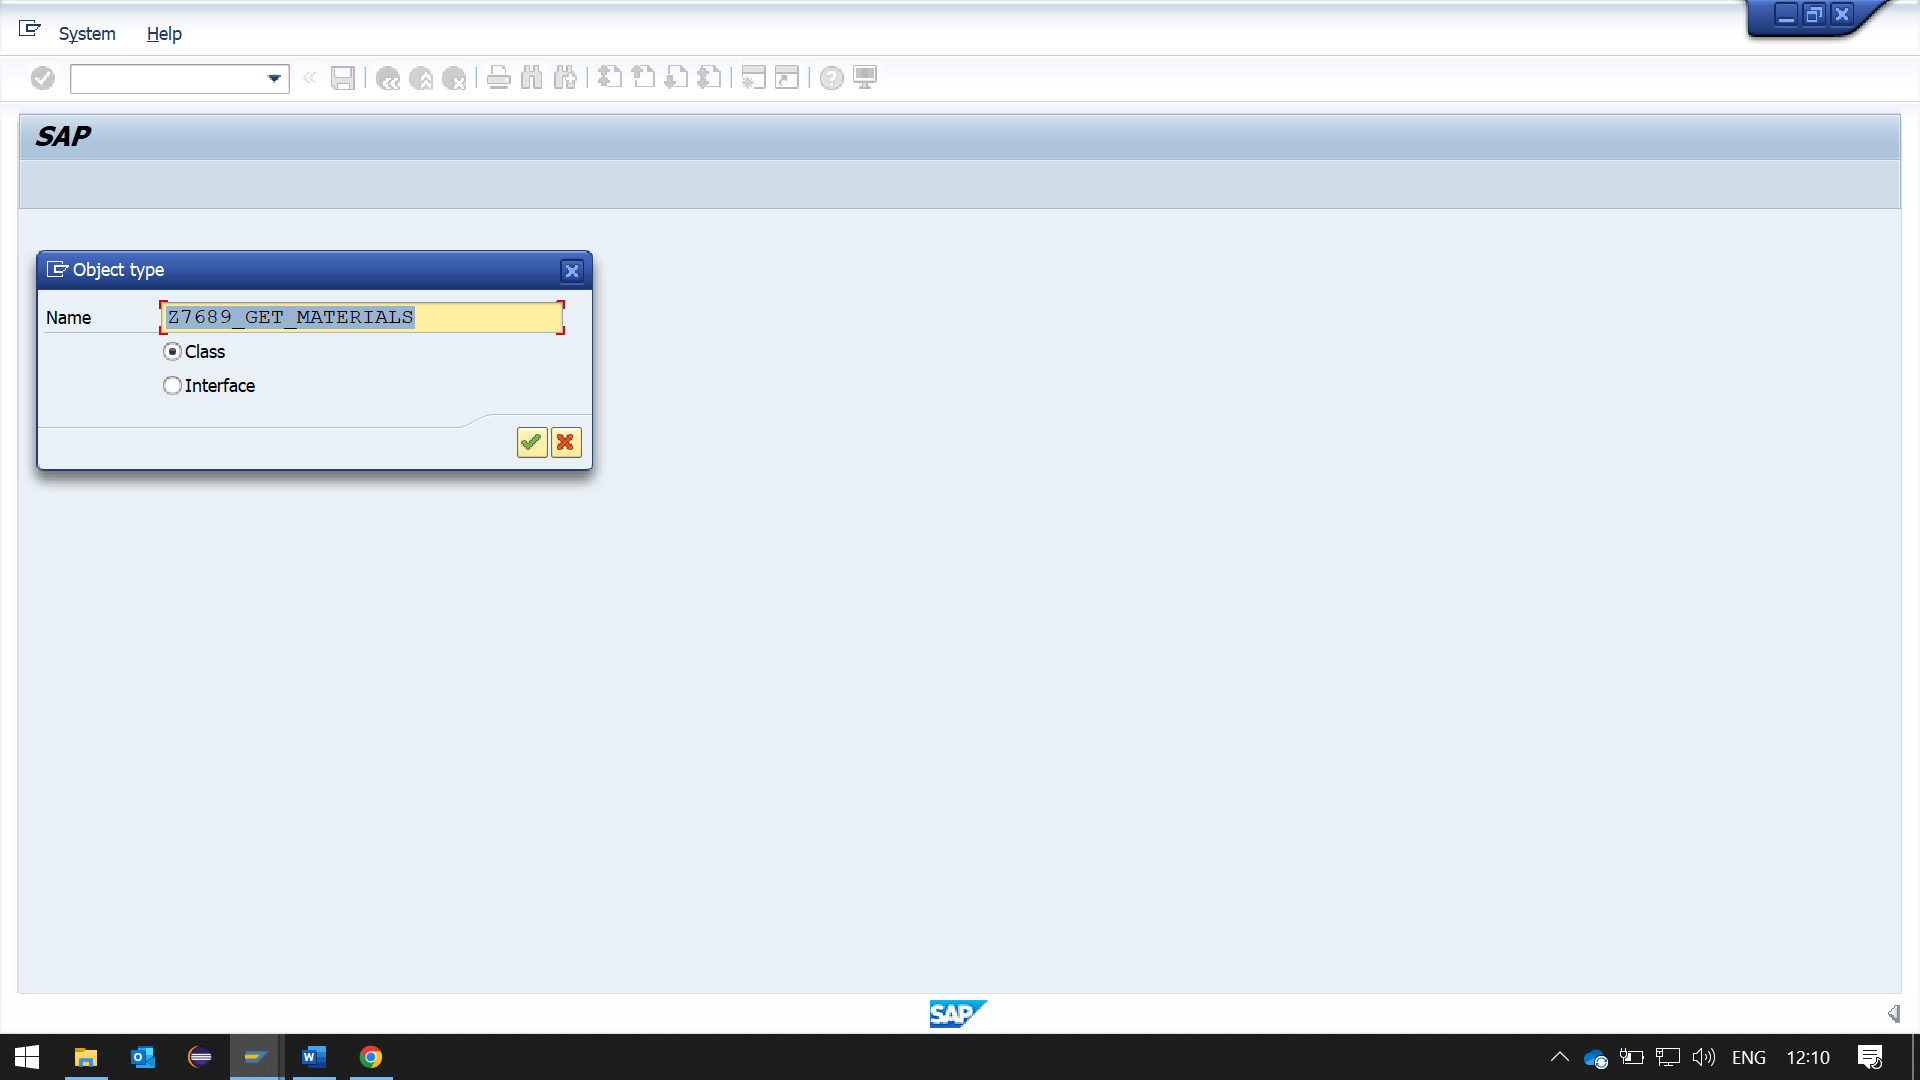 System Help
SAP
Object type
Name Z7689_GET_MATERIALS
Class
Interface
SAP
ENG 12:10